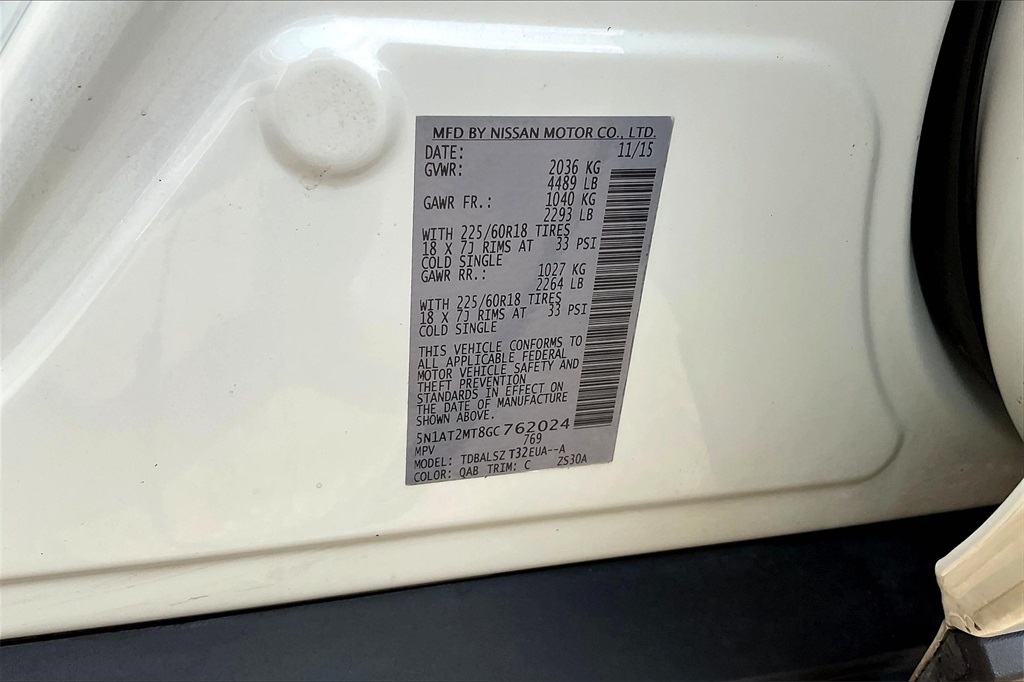 MFD BY NISSAN MOTOR CO., LTD.
DATE: 11/15
GVWR: 2036 KG
4489 LB
GAWR FR.: 1040 KG
2293 LB
WITH 225/60R18 TIRES
18 X 7J RIMS AT 33 PSI
COLD SINGLE
GAWR RR.: 1027 KG
2264 LB
WITH 225/60R18 TIRES
18 X 7J RIMS AT 33 PSI
COLD SINGLE
THIS VEHICLE CONFORMS TO
ALL APPLICABLE FEDERAL
MOTOR VEHICLE SAFETY AND
THEFT PREVENTION
STANDARDS IN EFFECT ON
THE DATE OF MANUFACTURE
SHOWN ABOVE.
5N1AT2MT8GC762024
MPV 769
MODEL: TDBALSZ T32EUA--A
COLOR: QAB TRIM: C ZS30A